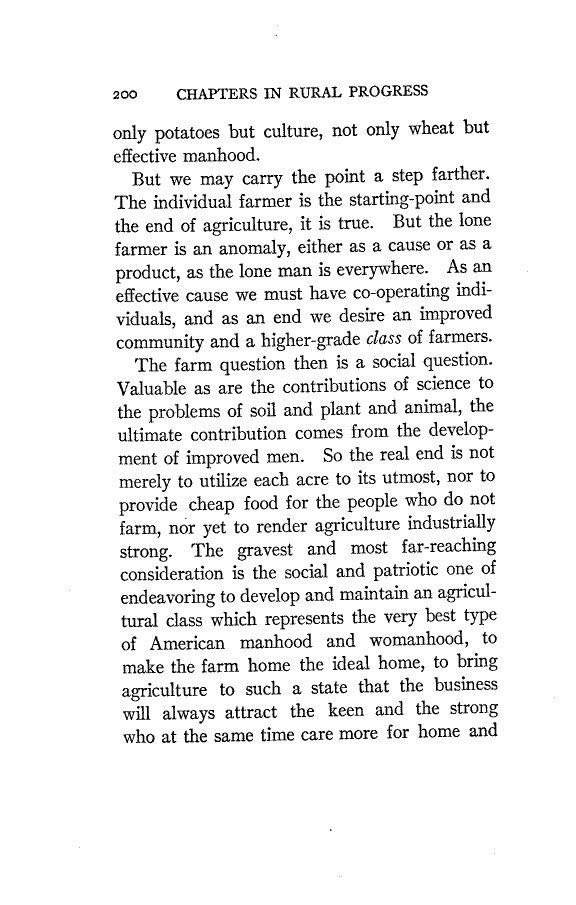 200 CHAPTERS IN RURAL PROGRESS
only potatoes but culture, not only wheat but
effective manhood.
But we may carry the point a step farther.
The individual farmer is the starting-point and
the end of agriculture, it is true. But the lone
farmer is an anomaly, either as a cause or as a
product, as the lone man is everywhere. As an
effective cause we must have co-operating indi-
viduals, and as an end we desire an improved
community and a higher-grade class of farmers.
The farm question then is a social question.
Valuable as are the contributions of science to
the problems of soil and plant and animal, the
ultimate contribution comes from the develop-
ment of improved men. So the real end is not
merely to utilize each acre to its utmost, nor to
provide cheap food for the people who do not
farm, nor yet to render agriculture industrially
strong. The gravest and most far-reaching
consideration is the social and patriotic one of
endeavoring to develop and maintain an agricul-
tural class which represents the very best type
of American manhood and womanhood, to
make the farm home the ideal home, to bring
agriculture to such a state that the business
will always attract the keen and the strong
who at the same time care more for home and